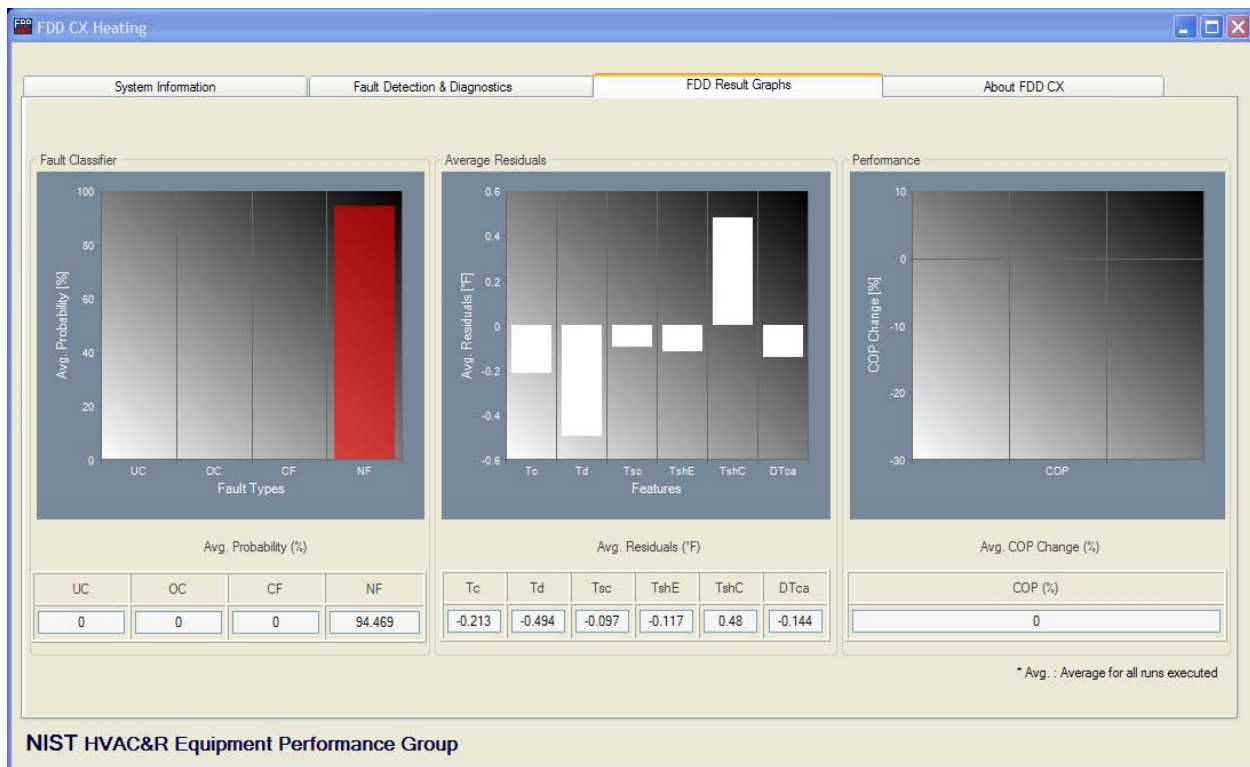 FDD CX Heating
System Information
Fault Detection & Diagnostics
FDD Result Graphs
About FDD CX
Fault Classifier
100
80
60
40
20
0
Avg. Probability [%]
UC OC CF NF
Fault Types
Avg. Probability (%)
UC OC CF NF
0 0 0 94.469
Average Residuals
0.6
0.4
0.2
0
-0.2
-0.4
-0.6
Avg. Residuals [°F]
Tc Td Tsc TshE TshC DTca
Features
Avg. Residuals (°F)
Tc Td Tsc TshE TshC DTca
-0.213 -0.494 -0.097 -0.117 0.48 -0.144
Performance
10
0
-10
-20
-30
COP Change [%]
COP
Avg. COP Change (%)
COP (%)
0
* Avg. : Average for all runs executed
NIST HVAC&R Equipment Performance Group